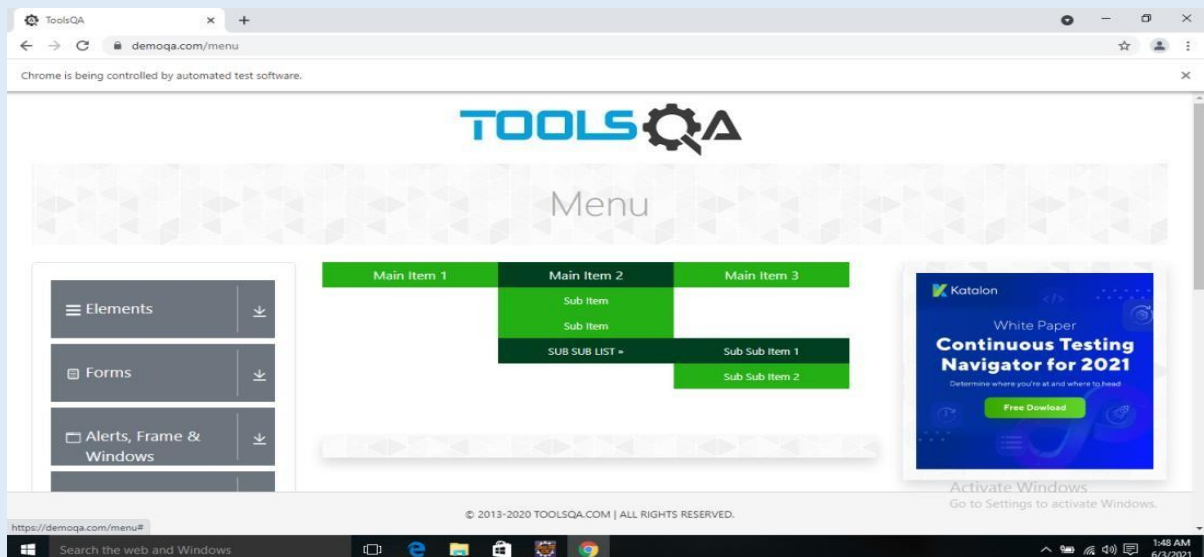 ToolsQA
demoqa.com/menu
Chrome is being controlled by automated test software.
TOOLSQA
Menu
Elements
Forms
Alerts, Frame &
Windows
Main Item 1 Main Item 2 Main Item 3
Sub Item
Sub Item
SUB SUB LIST » Sub Sub Item 1
Sub Sub Item 2
Katalon
White Paper
Continuous Testing
Navigator for 2021
Determine where you're at and where to head
Free Dowload
Activate Windows
Go to Settings to activate Windows.
© 2013-2020 TOOLSQA.COM | ALL RIGHTS RESERVED.
https://demoqa.com/menu#
Search the web and Windows
1:48 AM
6/3/2021